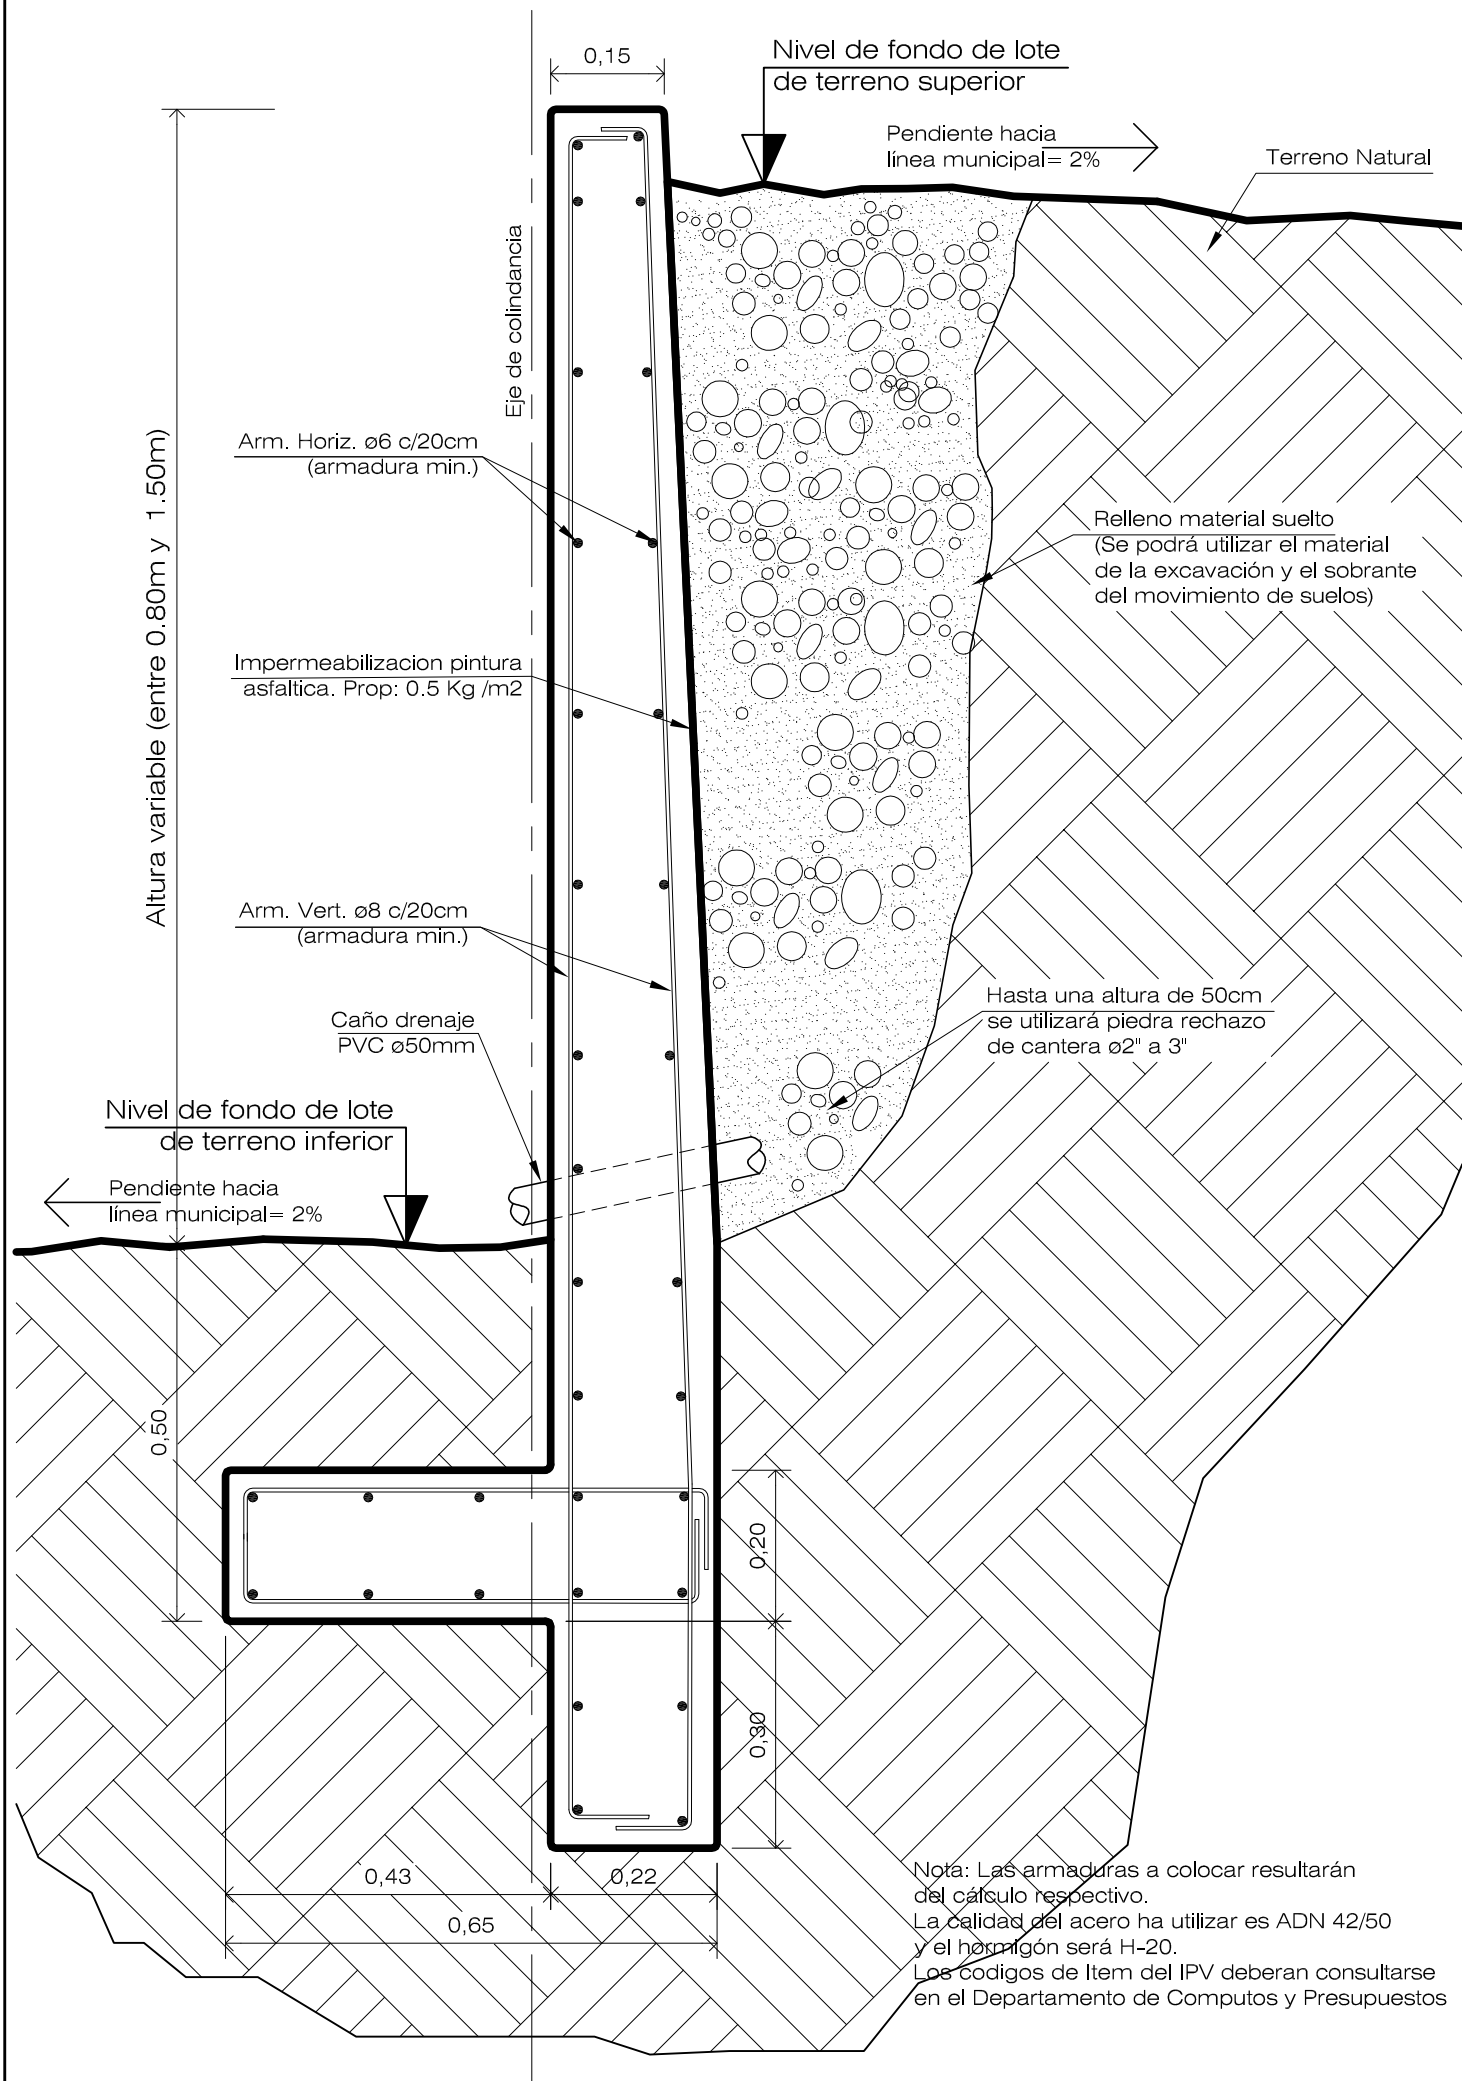 0,15
Nivel de fondo de lote
de terreno superior
Pendiente hacia
línea municipal= 2%
Terreno Natural
Eje de colindancia
Altura variable (entre 0.80m y 1.50m)
Arm. Horiz. ø6 c/20cm
(armadura min.)
Relleno material suelto
(Se podrá utilizar el material
de la excavación y el sobrante
del movimiento de suelos)
Impermeabilizacion pintura
asfaltica. Prop: 0.5 Kg /m2
Arm. Vert. ø8 c/20cm
(armadura min.)
Hasta una altura de 50cm
se utilizará piedra rechazo
de cantera ø2" a 3"
Caño drenaje
PVC ø50mm
Nivel de fondo de lote
de terreno inferior
Pendiente hacia
línea municipal= 2%
0,50
0,20
0,30
0,43
0,22
0,65
Nota: Las armaduras a colocar resultarán
del cálculo respectivo.
La calidad del acero ha utilizar es ADN 42/50
y el hormigón será H-20.
Los codigos de Item del IPV deberan consultarse
en el Departamento de Computos y Presupuestos